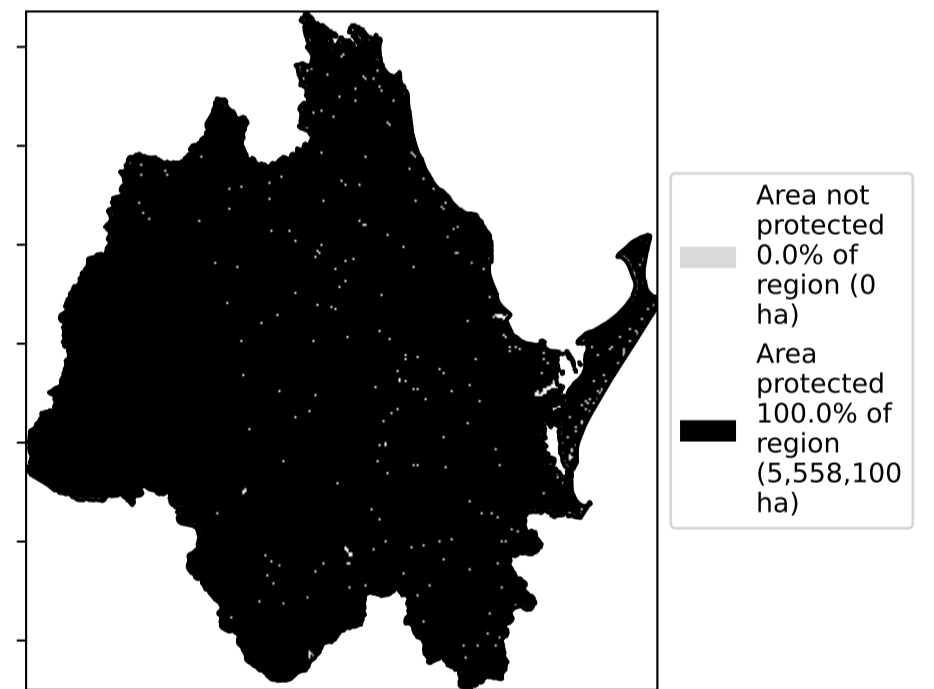 Area not
protected
0.0% of
region (0
ha)
Area
protected
100.0% of
region
(5,558,100
ha)